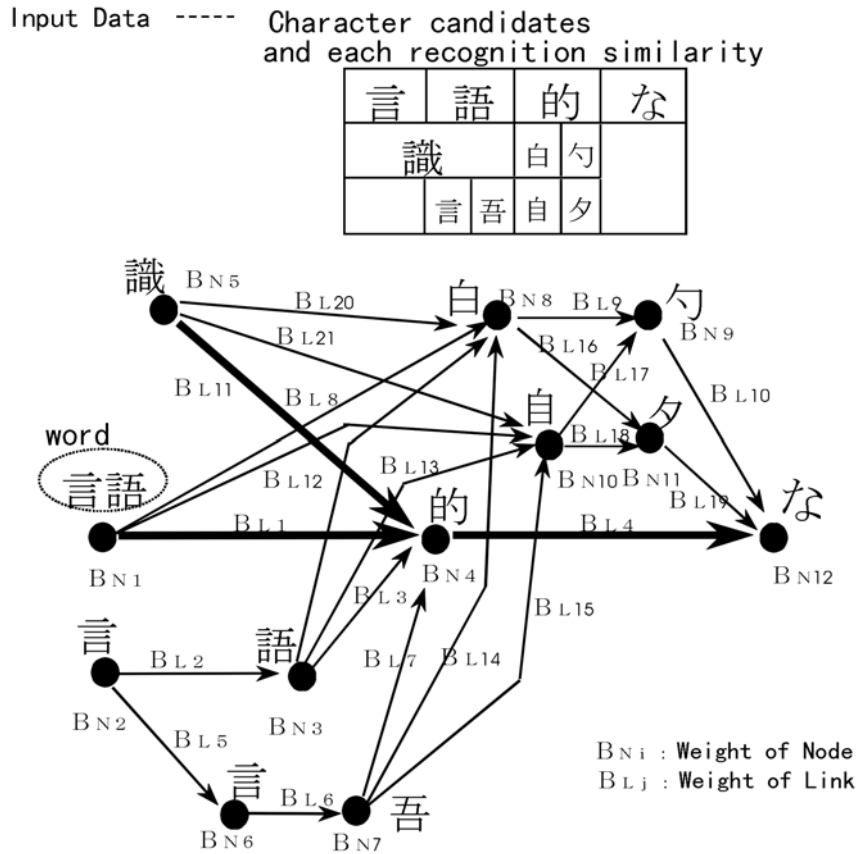 Input Data ----- Character candidates
and each recognition similarity
言 語 的 な
識 白 勺
言 吾 自 夕
識 BN5
BL20
白 BN8 BL9 勺
BN9
BL21
BL16
BL11
BL8
BL17
BL10
自
夕
word
BL18
言語
BL12
BL13
BN10 BN11
BL19
的
な
BL1
BL4
BN1
BN4
BN12
BL3
BL15
言
語
BL2
BL7
BL14
BN2
BN3
BL5
言
BL6
吾
BN6
BN7
BNi : Weight of Node
BLj : Weight of Link